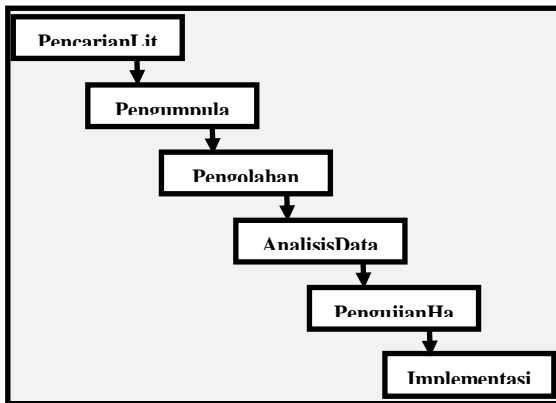 PencarianLit
Pengumpula
Pengolahan
AnalisisData
PengujianHa
Implementasi